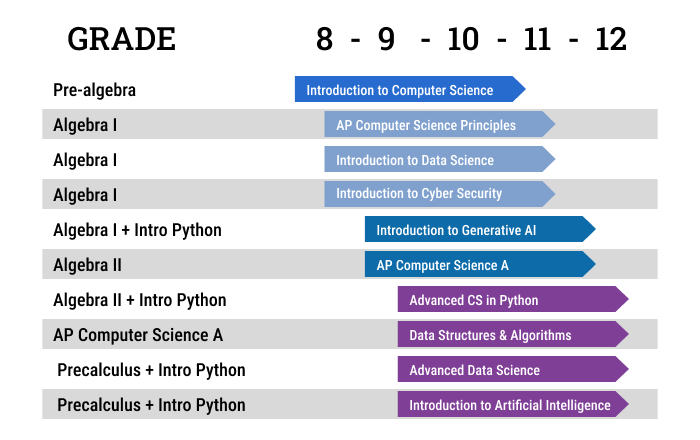 GRADE 8 - 9 - 10 - 11 - 12
Pre-algebra Introduction to Computer Science
Algebra I AP Computer Science Principles
Algebra I Introduction to Data Science
Algebra I Introduction to Cyber Security
Algebra I + Intro Python Introduction to Generative AI
Algebra II AP Computer Science A
Algebra II + Intro Python Advanced CS in Python
AP Computer Science A Data Structures & Algorithms
Precalculus + Intro Python Advanced Data Science
Precalculus + Intro Python Introduction to Artificial Intelligence